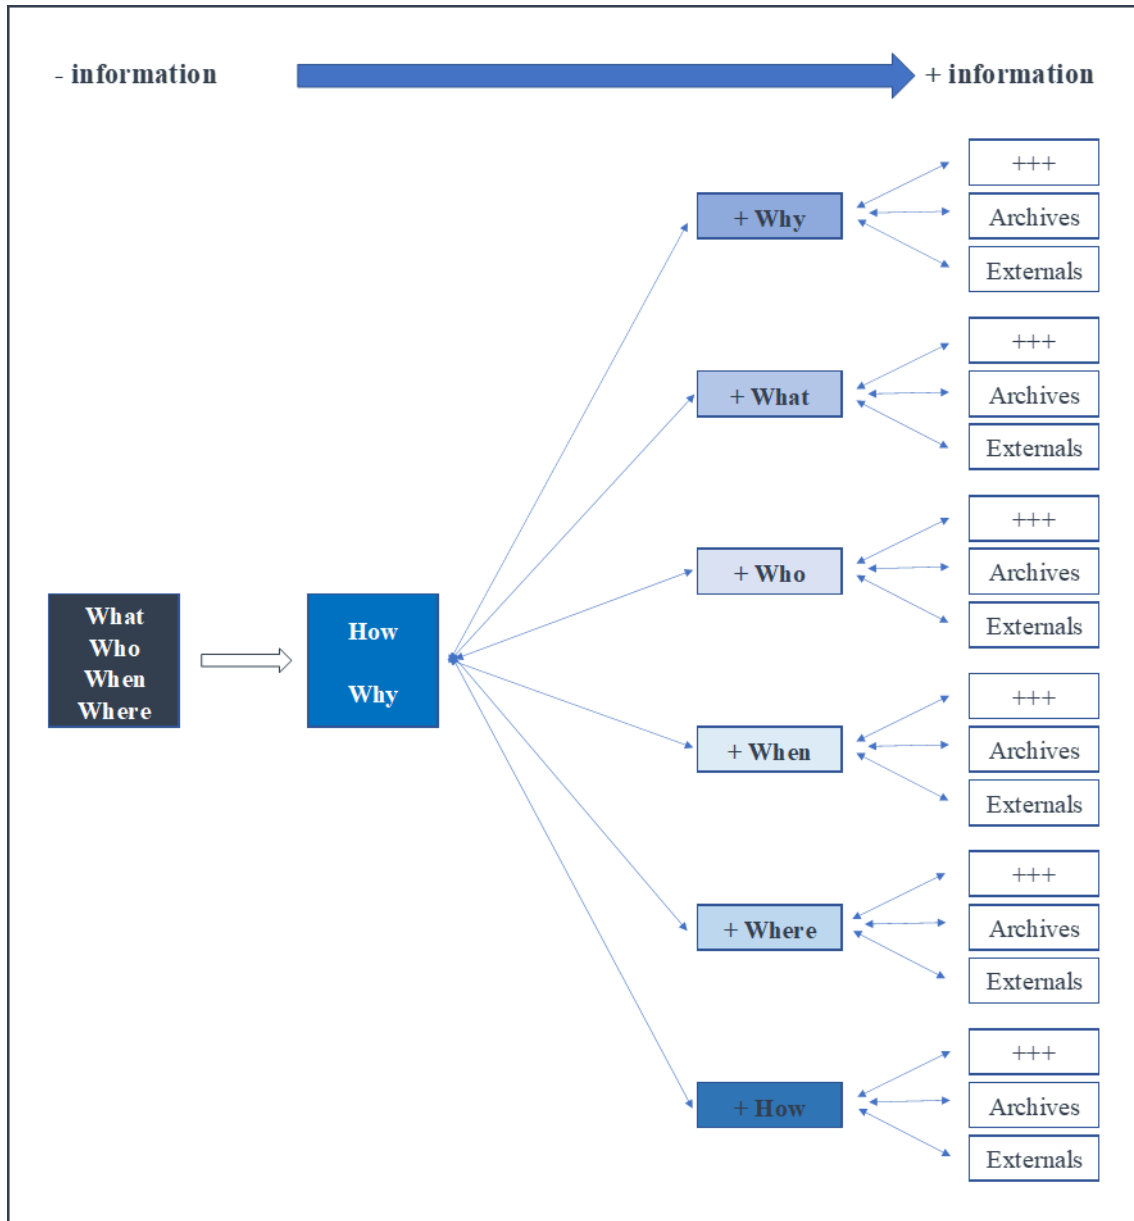 - information
+ information
What
Who
When
Where
How
Why
+ Why
+++
Archives
Externals
+ What
+++
Archives
Externals
+ Who
+++
Archives
Externals
+ When
+++
Archives
Externals
+ Where
+++
Archives
Externals
+ How
+++
Archives
Externals